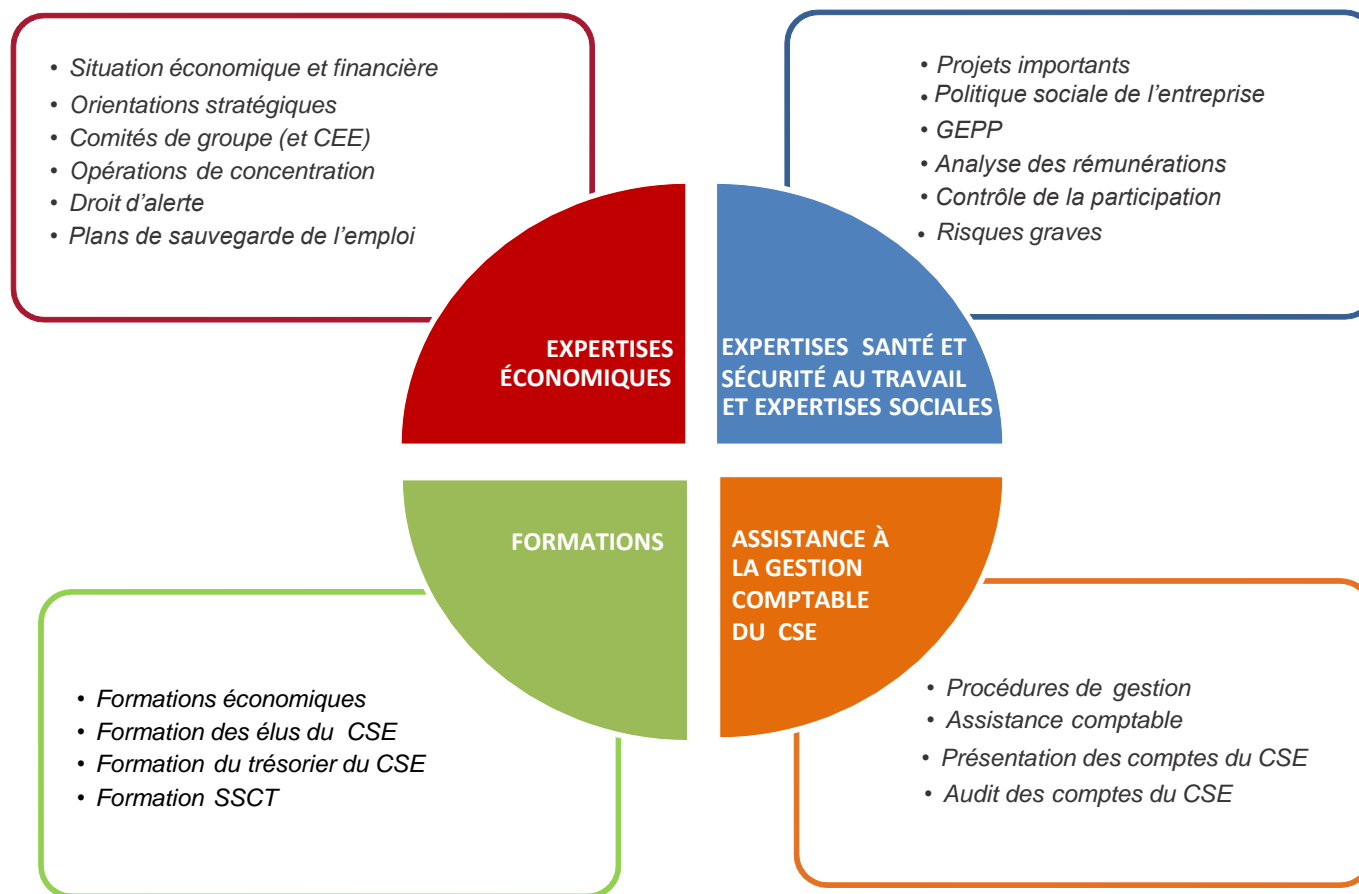 • Situation économique et financière
• Orientations stratégiques
• Comités de groupe (et CEE)
• Opérations de concentration
• Droit d’alerte
• Plans de sauvegarde de l’emploi
• Projets importants
• Politique sociale de l’entreprise
• GEPP
• Analyse des rémunérations
• Contrôle de la participation
• Risques graves
EXPERTISES
ÉCONOMIQUES
EXPERTISES SANTÉ ET
SÉCURITÉ AU TRAVAIL
ET EXPERTISES SOCIALES
FORMATIONS
ASSISTANCE À
LA GESTION
COMPTABLE
DU CSE
• Formations économiques
• Formation des élus du CSE
• Formation du trésorier du CSE
• Formation SSCT
• Procédures de gestion
• Assistance comptable
• Présentation des comptes du CSE
• Audit des comptes du CSE